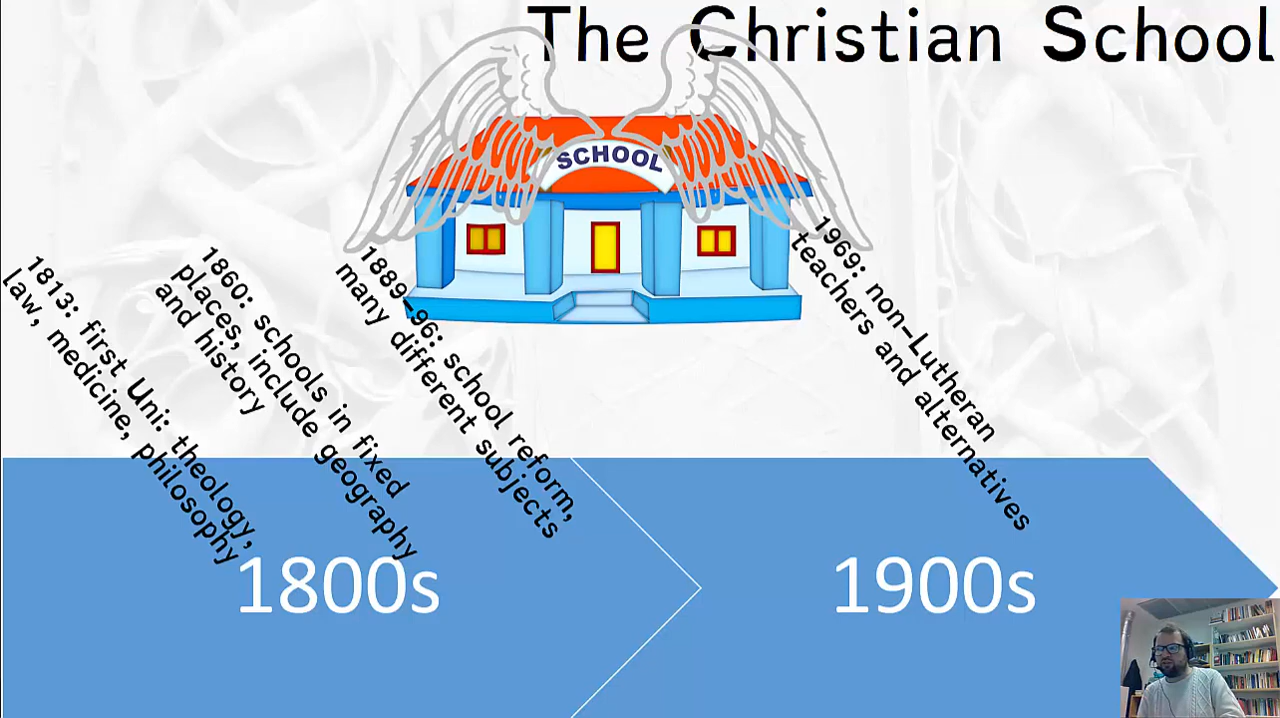 The Christian School
SCHOOL
1813: first Uni: theology,
law, medicine, philosophy
1860: schools in fixed
places, include geography
and history
1889-96: school reform,
many different subjects
1969: non-Lutheran
teachers and alternatives
1800s
1900s